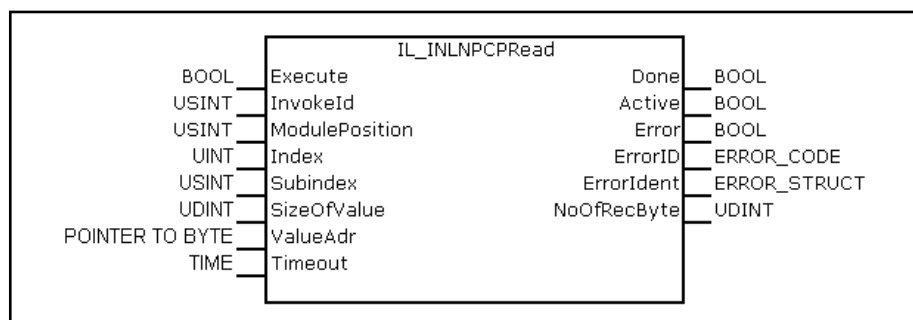 IL_INLNPCPRead
BOOL Execute Done BOOL
USINT InvokeId Active BOOL
USINT ModulePosition Error BOOL
UINT Index ErrorID ERROR_CODE
USINT Subindex ErrorIdent ERROR_STRUCT
UDINT SizeOfValue NoOfRecByte UDINT
POINTER TO BYTE ValueAdr
TIME Timeout